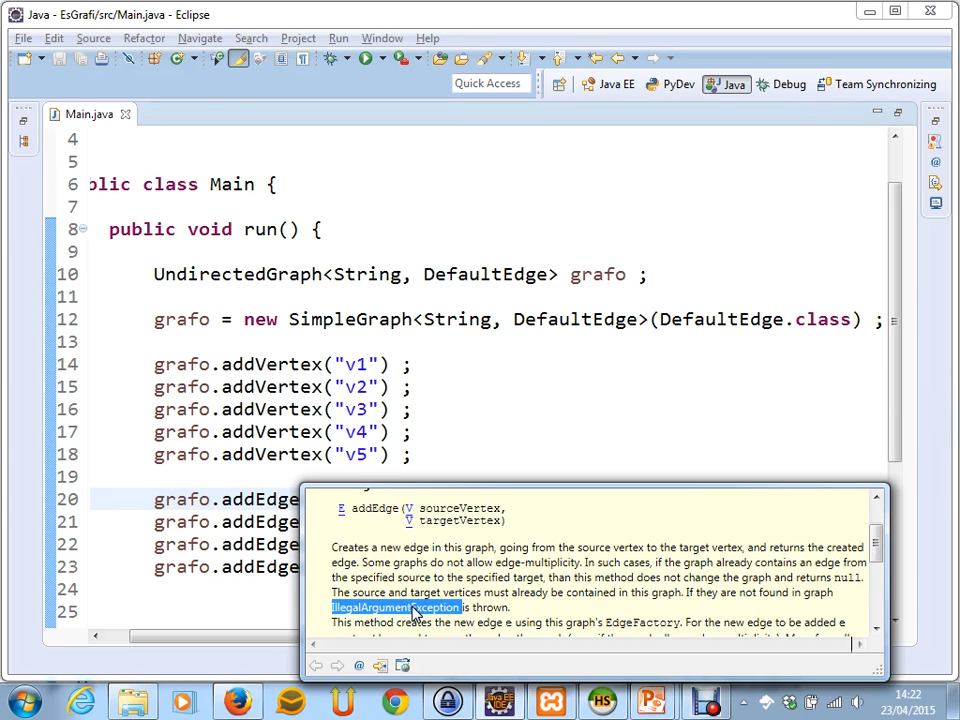 Java - EsGrafi/src/Main.java - Eclipse
File Edit Source Refactor Navigate Search Project Run Window Help
Quick Access Java EE PyDev Java Debug Team Synchronizing
Main.java
4
5
6 blic class Main {
7
8 public void run() {
9
10 UndirectedGraph<String, DefaultEdge> grafo ;
11
12 grafo = new SimpleGraph<String, DefaultEdge>(DefaultEdge.class) ;
13
14 grafo.addVertex("v1") ;
15 grafo.addVertex("v2") ;
16 grafo.addVertex("v3") ;
17 grafo.addVertex("v4") ;
18 grafo.addVertex("v5") ;
19
20 grafo.addEdge
21 grafo.addEdge
22 grafo.addEdge
23 grafo.addEdge
24
25
E addEdge(V sourceVertex,
V targetVertex)
Creates a new edge in this graph, going from the source vertex to the target vertex, and returns the created
edge. Some graphs do not allow edge-multiplicity. In such cases, if the graph already contains an edge from
the specified source to the specified target, than this method does not change the graph and returns null.
The source and target vertices must already be contained in this graph. If they are not found in graph
IllegalArgumentException is thrown.
This method creates the new edge e using this graph's EdgeFactory. For the new edge to be added e
14:22
23/04/2015